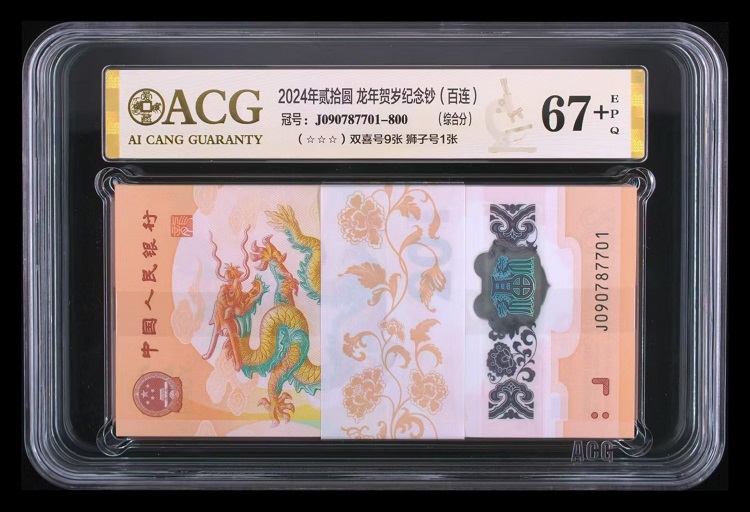 ACG
AI CANG GUARANTY
2024年贰拾圆 龙年贺岁纪念钞（百连）
冠号：J090787701-800 （综合分）
（☆☆☆）双喜号9张 狮子号1张
67+
EPQ
中国人民银行
J090787701
ACG